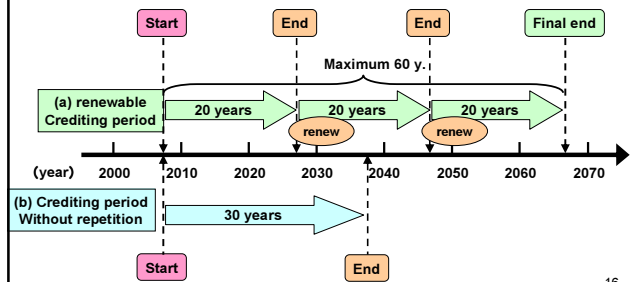 Start End End Final end
Maximum 60 y.
(a) renewable
Crediting period
20 years 20 years 20 years
renew renew
(year) 2000 2010 2020 2030 2040 2050 2060 2070
(b) Crediting period
Without repetition
30 years
Start End